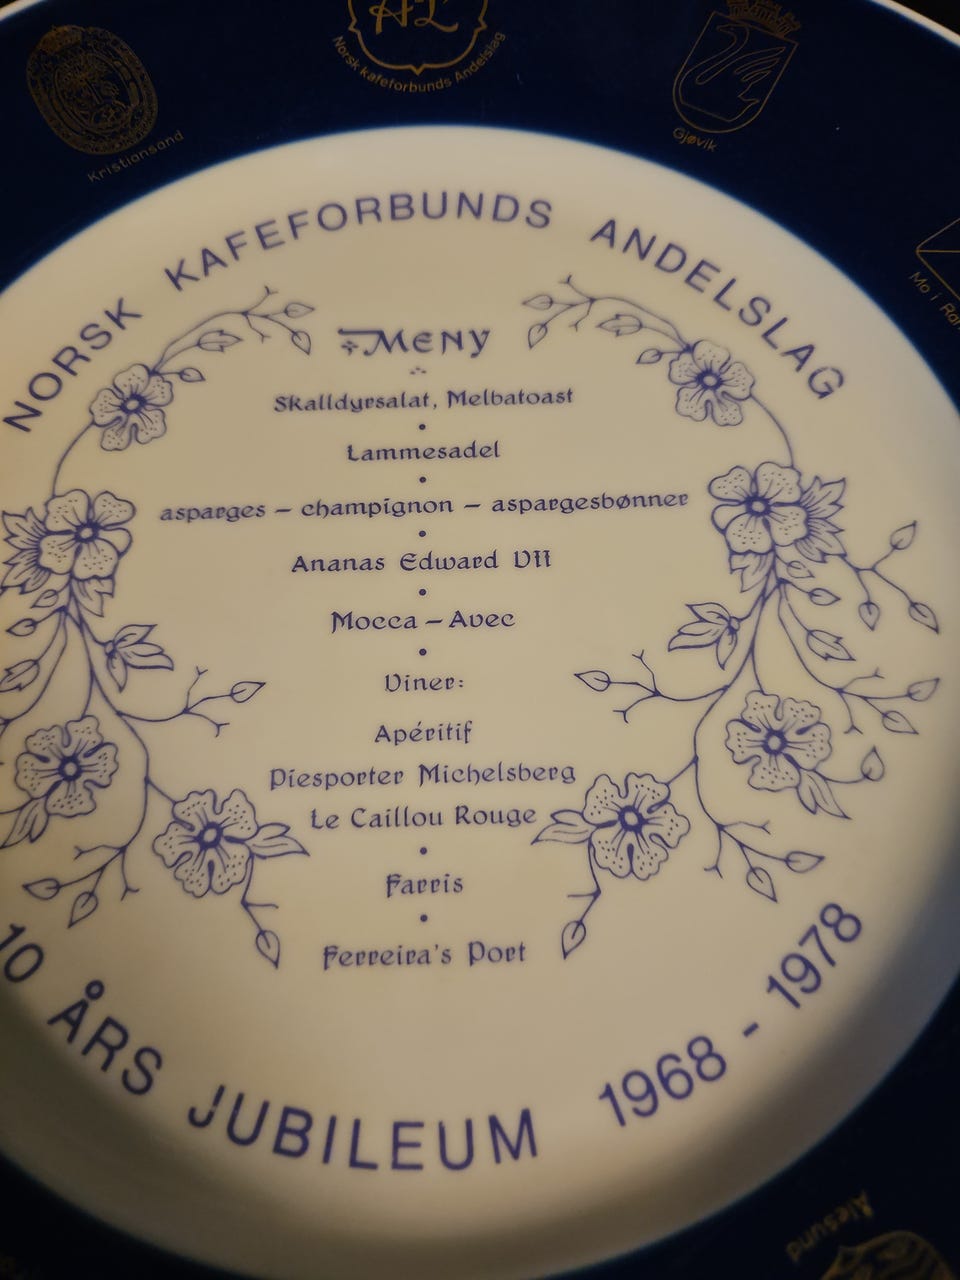 AL
Norsk Kafeforbunds Andelslag
Kristiansand
Gjøvik
Mo i
NORSK KAFEFORBUNDS ANDELSLAG
MENY
Skalldyrsalat, Melbatoast
Lammesadel
asparges – champignon – aspargesbønner
Ananas Edward VII
Mocca – Avec
Viner:
Apéritif
Piesporter Michelsberg
Le Caillou Rouge
Farris
Ferreira's Port
10 ÅRS JUBILEUM 1968 - 1978
Ålesund